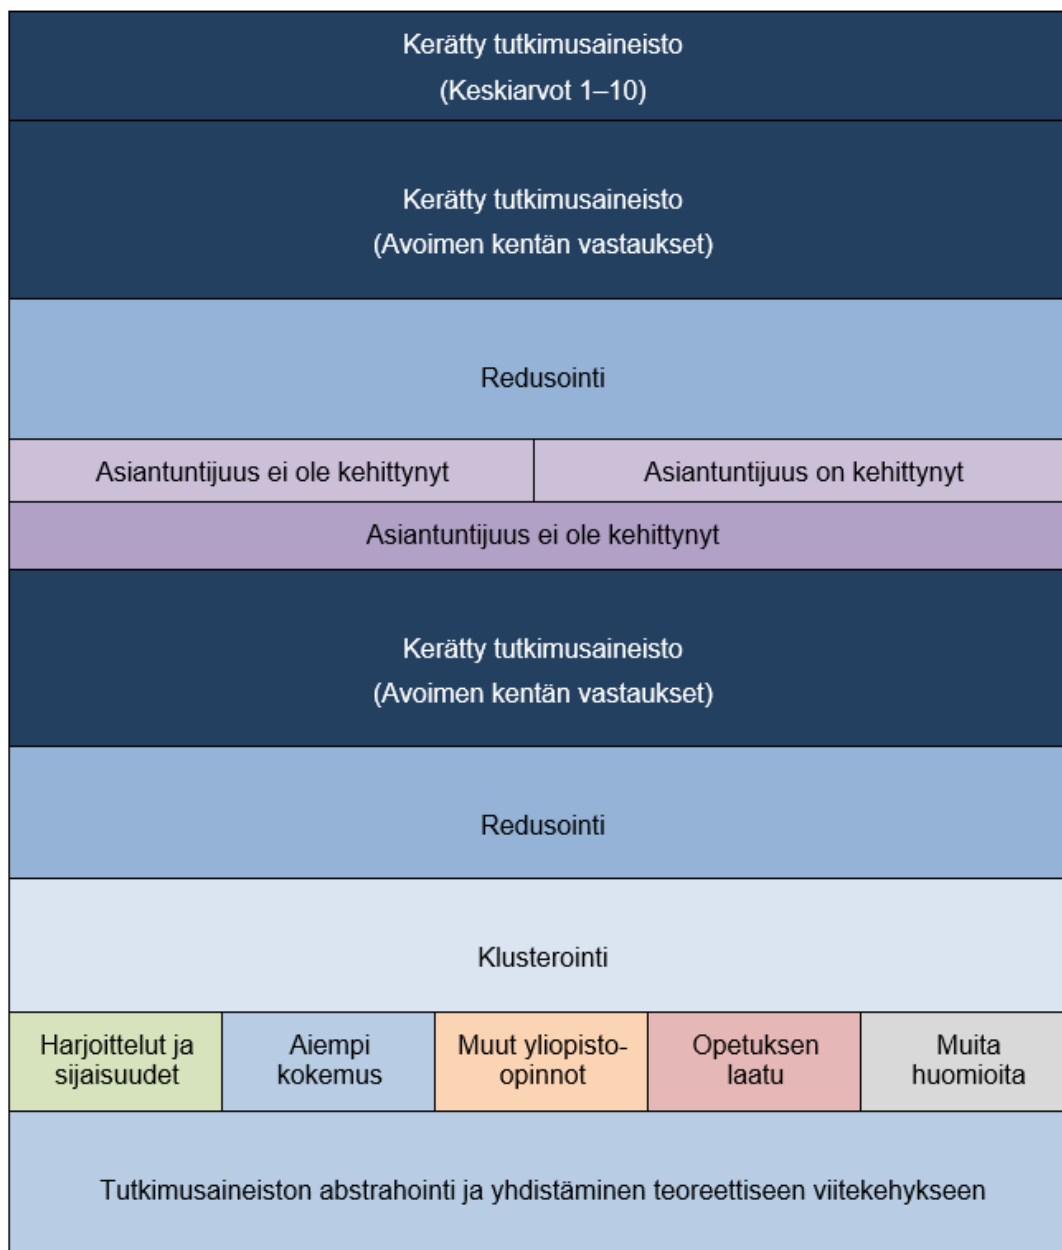 Kerätty tutkimusaineisto
(Keskiarvot 1–10)
Kerätty tutkimusaineisto
(Avoimen kentän vastaukset)
Redusointi
Asiantuntijuus ei ole kehittynyt
Asiantuntijuus on kehittynyt
Asiantuntijuus ei ole kehittynyt
Kerätty tutkimusaineisto
(Avoimen kentän vastaukset)
Redusointi
Klusterointi
Harjoittelut ja
sijaisuudet
Aiempi
kokemus
Muut yliopisto-
opinnot
Opetuksen
laatu
Muita
huomioita
Tutkimusaineiston abstrahointi ja yhdistäminen teoreettiseen viitekehykseen